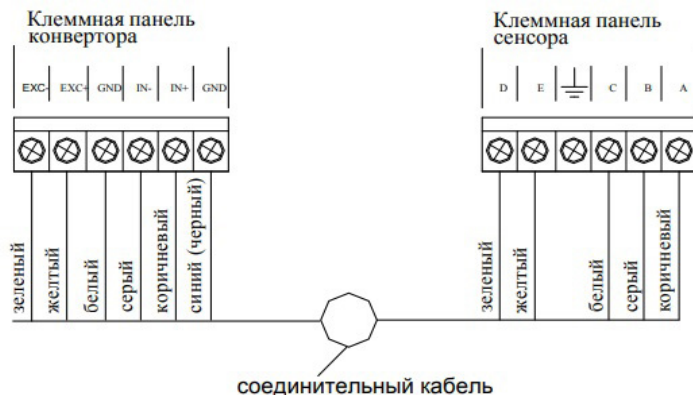 Клеммная панель
конвертора
EXC- EXC+ GND IN- IN+ GND
зеленый
желтый
белый
серый
коричневый
синий (черный)
Клеммная панель
сенсора
D E C B A
зеленый
желтый
белый
серый
коричневый
соединительный кабель